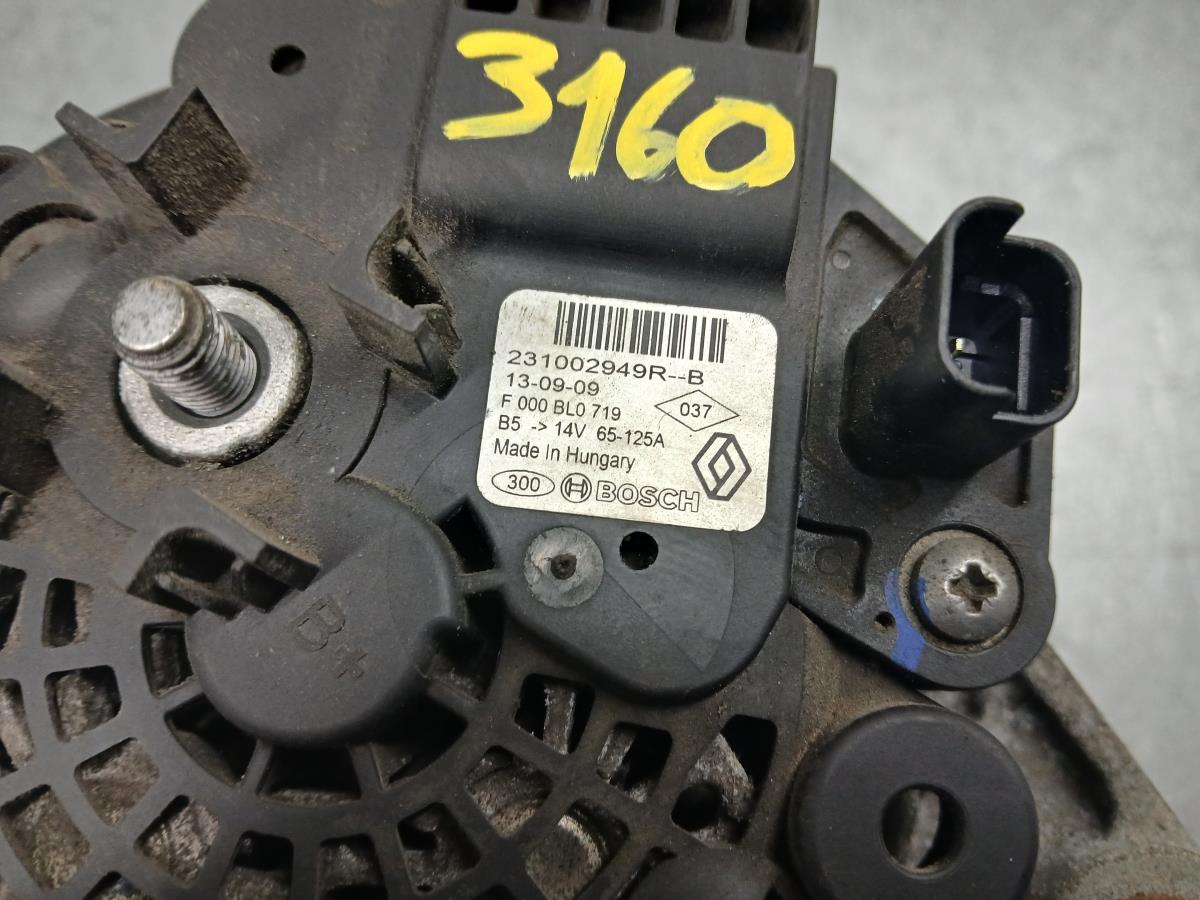 3160
231002949R--B
13-09-09
F 000 BL0 719
037
B5 -> 14V 65-125A
Made In Hungary
300 BOSCH
B+